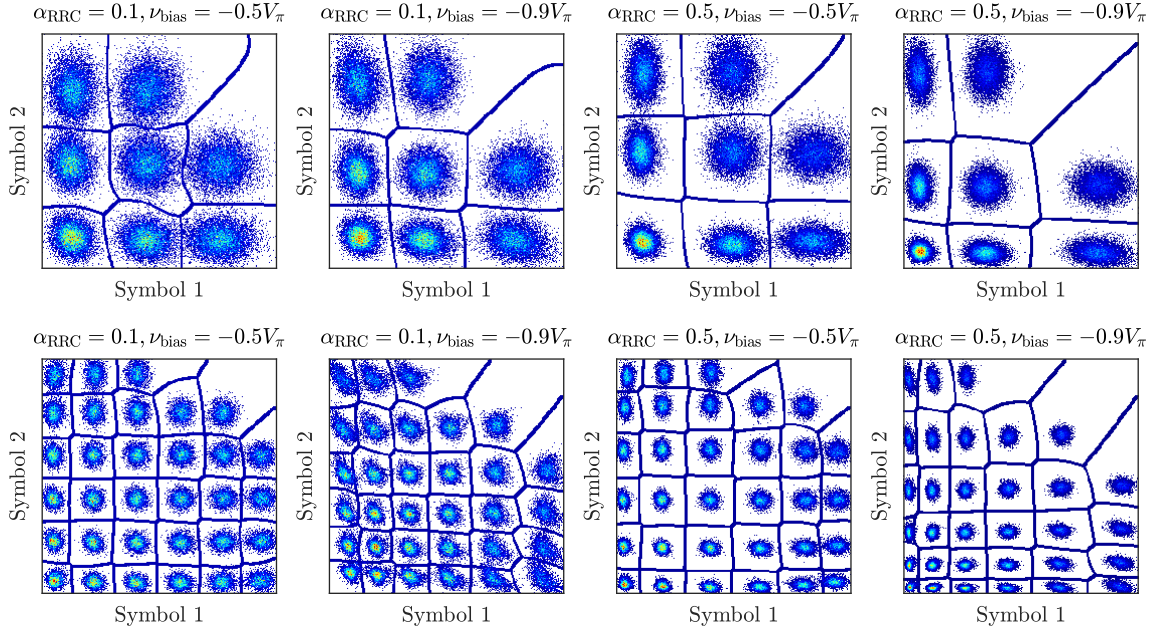 α_RRC = 0.1, ν_bias = −0.5V_π
α_RRC = 0.1, ν_bias = −0.9V_π
α_RRC = 0.5, ν_bias = −0.5V_π
α_RRC = 0.5, ν_bias = −0.9V_π
Symbol 2
Symbol 2
Symbol 2
Symbol 2
Symbol 1
Symbol 1
Symbol 1
Symbol 1
α_RRC = 0.1, ν_bias = −0.5V_π
α_RRC = 0.1, ν_bias = −0.9V_π
α_RRC = 0.5, ν_bias = −0.5V_π
α_RRC = 0.5, ν_bias = −0.9V_π
Symbol 2
Symbol 2
Symbol 2
Symbol 2
Symbol 1
Symbol 1
Symbol 1
Symbol 1